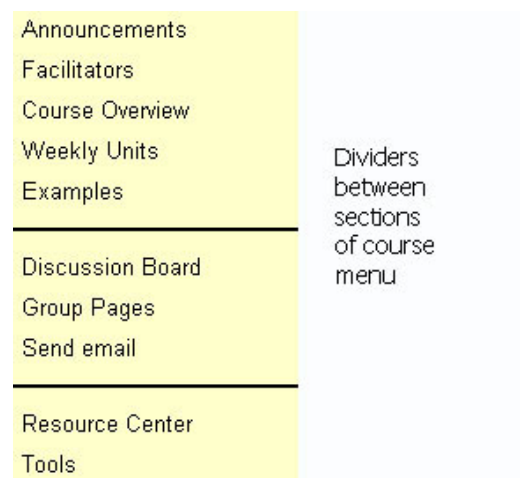 Announcements
Facilitators
Course Overview
Weekly Units
Examples
Discussion Board
Group Pages
Send email
Resource Center
Tools
Dividers
between
sections
of course
menu